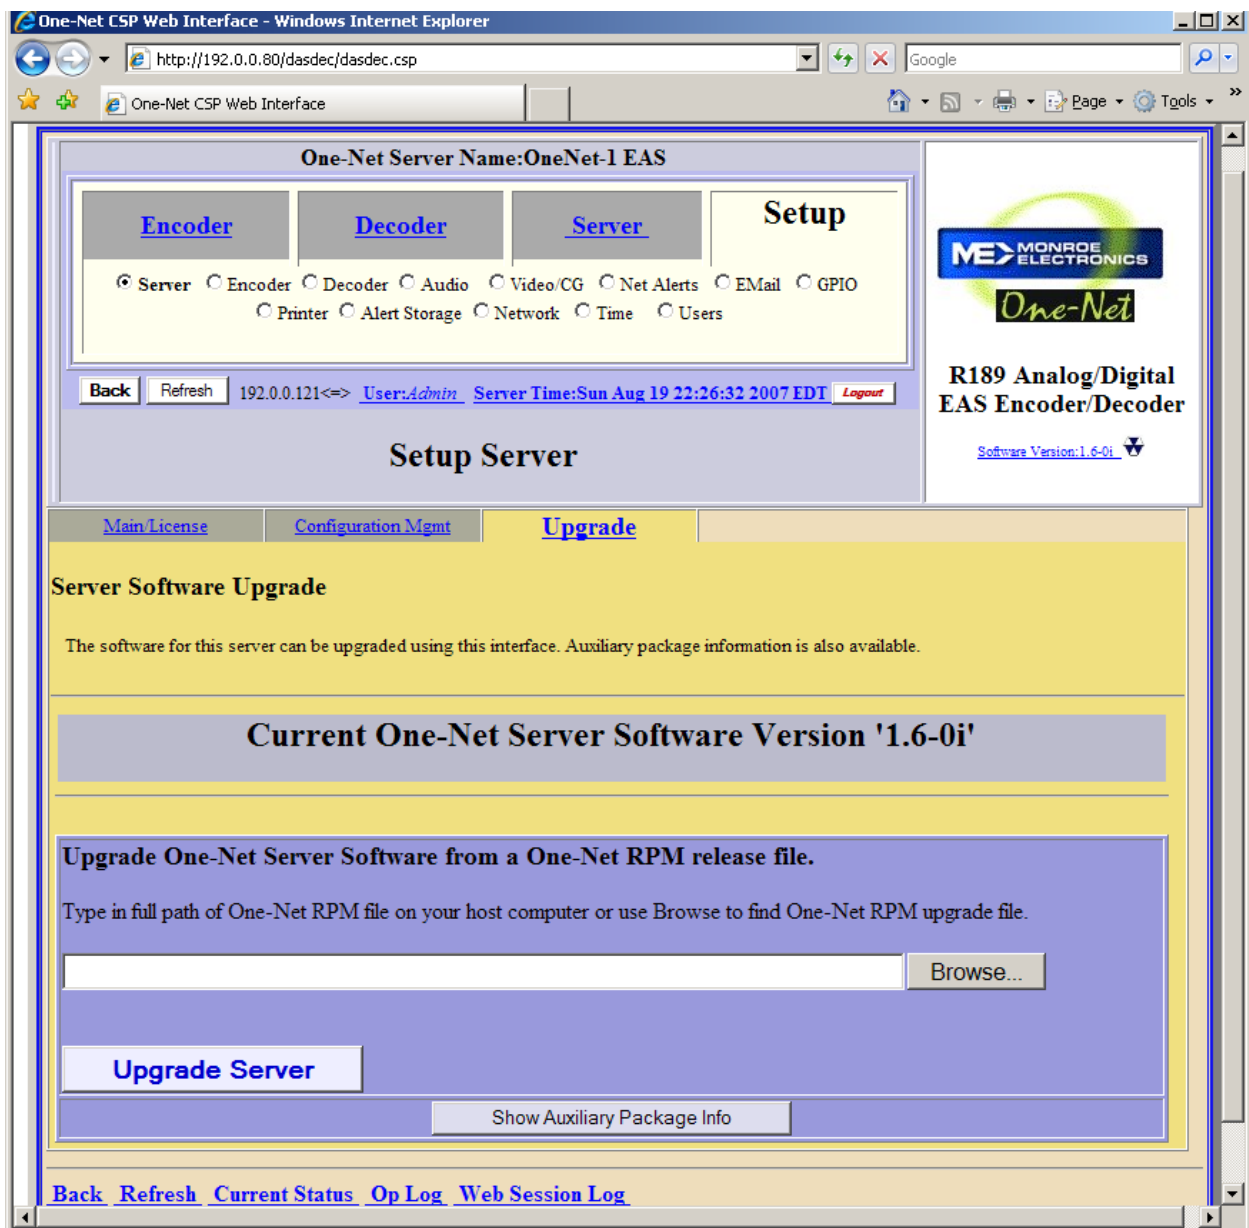 One-Net CSP Web Interface - Windows Internet Explorer
http://192.0.0.80/dasdec/dasdec.csp
Google
One-Net CSP Web Interface
Page
Tools
One-Net Server Name:OneNet-1 EAS
Encoder Decoder Server Setup
Server Encoder Decoder Audio Video/CG Net Alerts EMail GPIO
Printer Alert Storage Network Time Users
Back Refresh 192.0.0.121<=> User:Admin Server Time:Sun Aug 19 22:26:32 2007 EDT Logout
Setup Server
MONROE
ELECTRONICS
One-Net
R189 Analog/Digital
EAS Encoder/Decoder
Software Version:1.6-0i
Main/License Configuration Mgmt Upgrade
Server Software Upgrade
The software for this server can be upgraded using this interface. Auxiliary package information is also available.
Current One-Net Server Software Version '1.6-0i'
Upgrade One-Net Server Software from a One-Net RPM release file.
Type in full path of One-Net RPM file on your host computer or use Browse to find One-Net RPM upgrade file.
Browse...
Upgrade Server
Show Auxiliary Package Info
Back Refresh Current Status Op Log Web Session Log